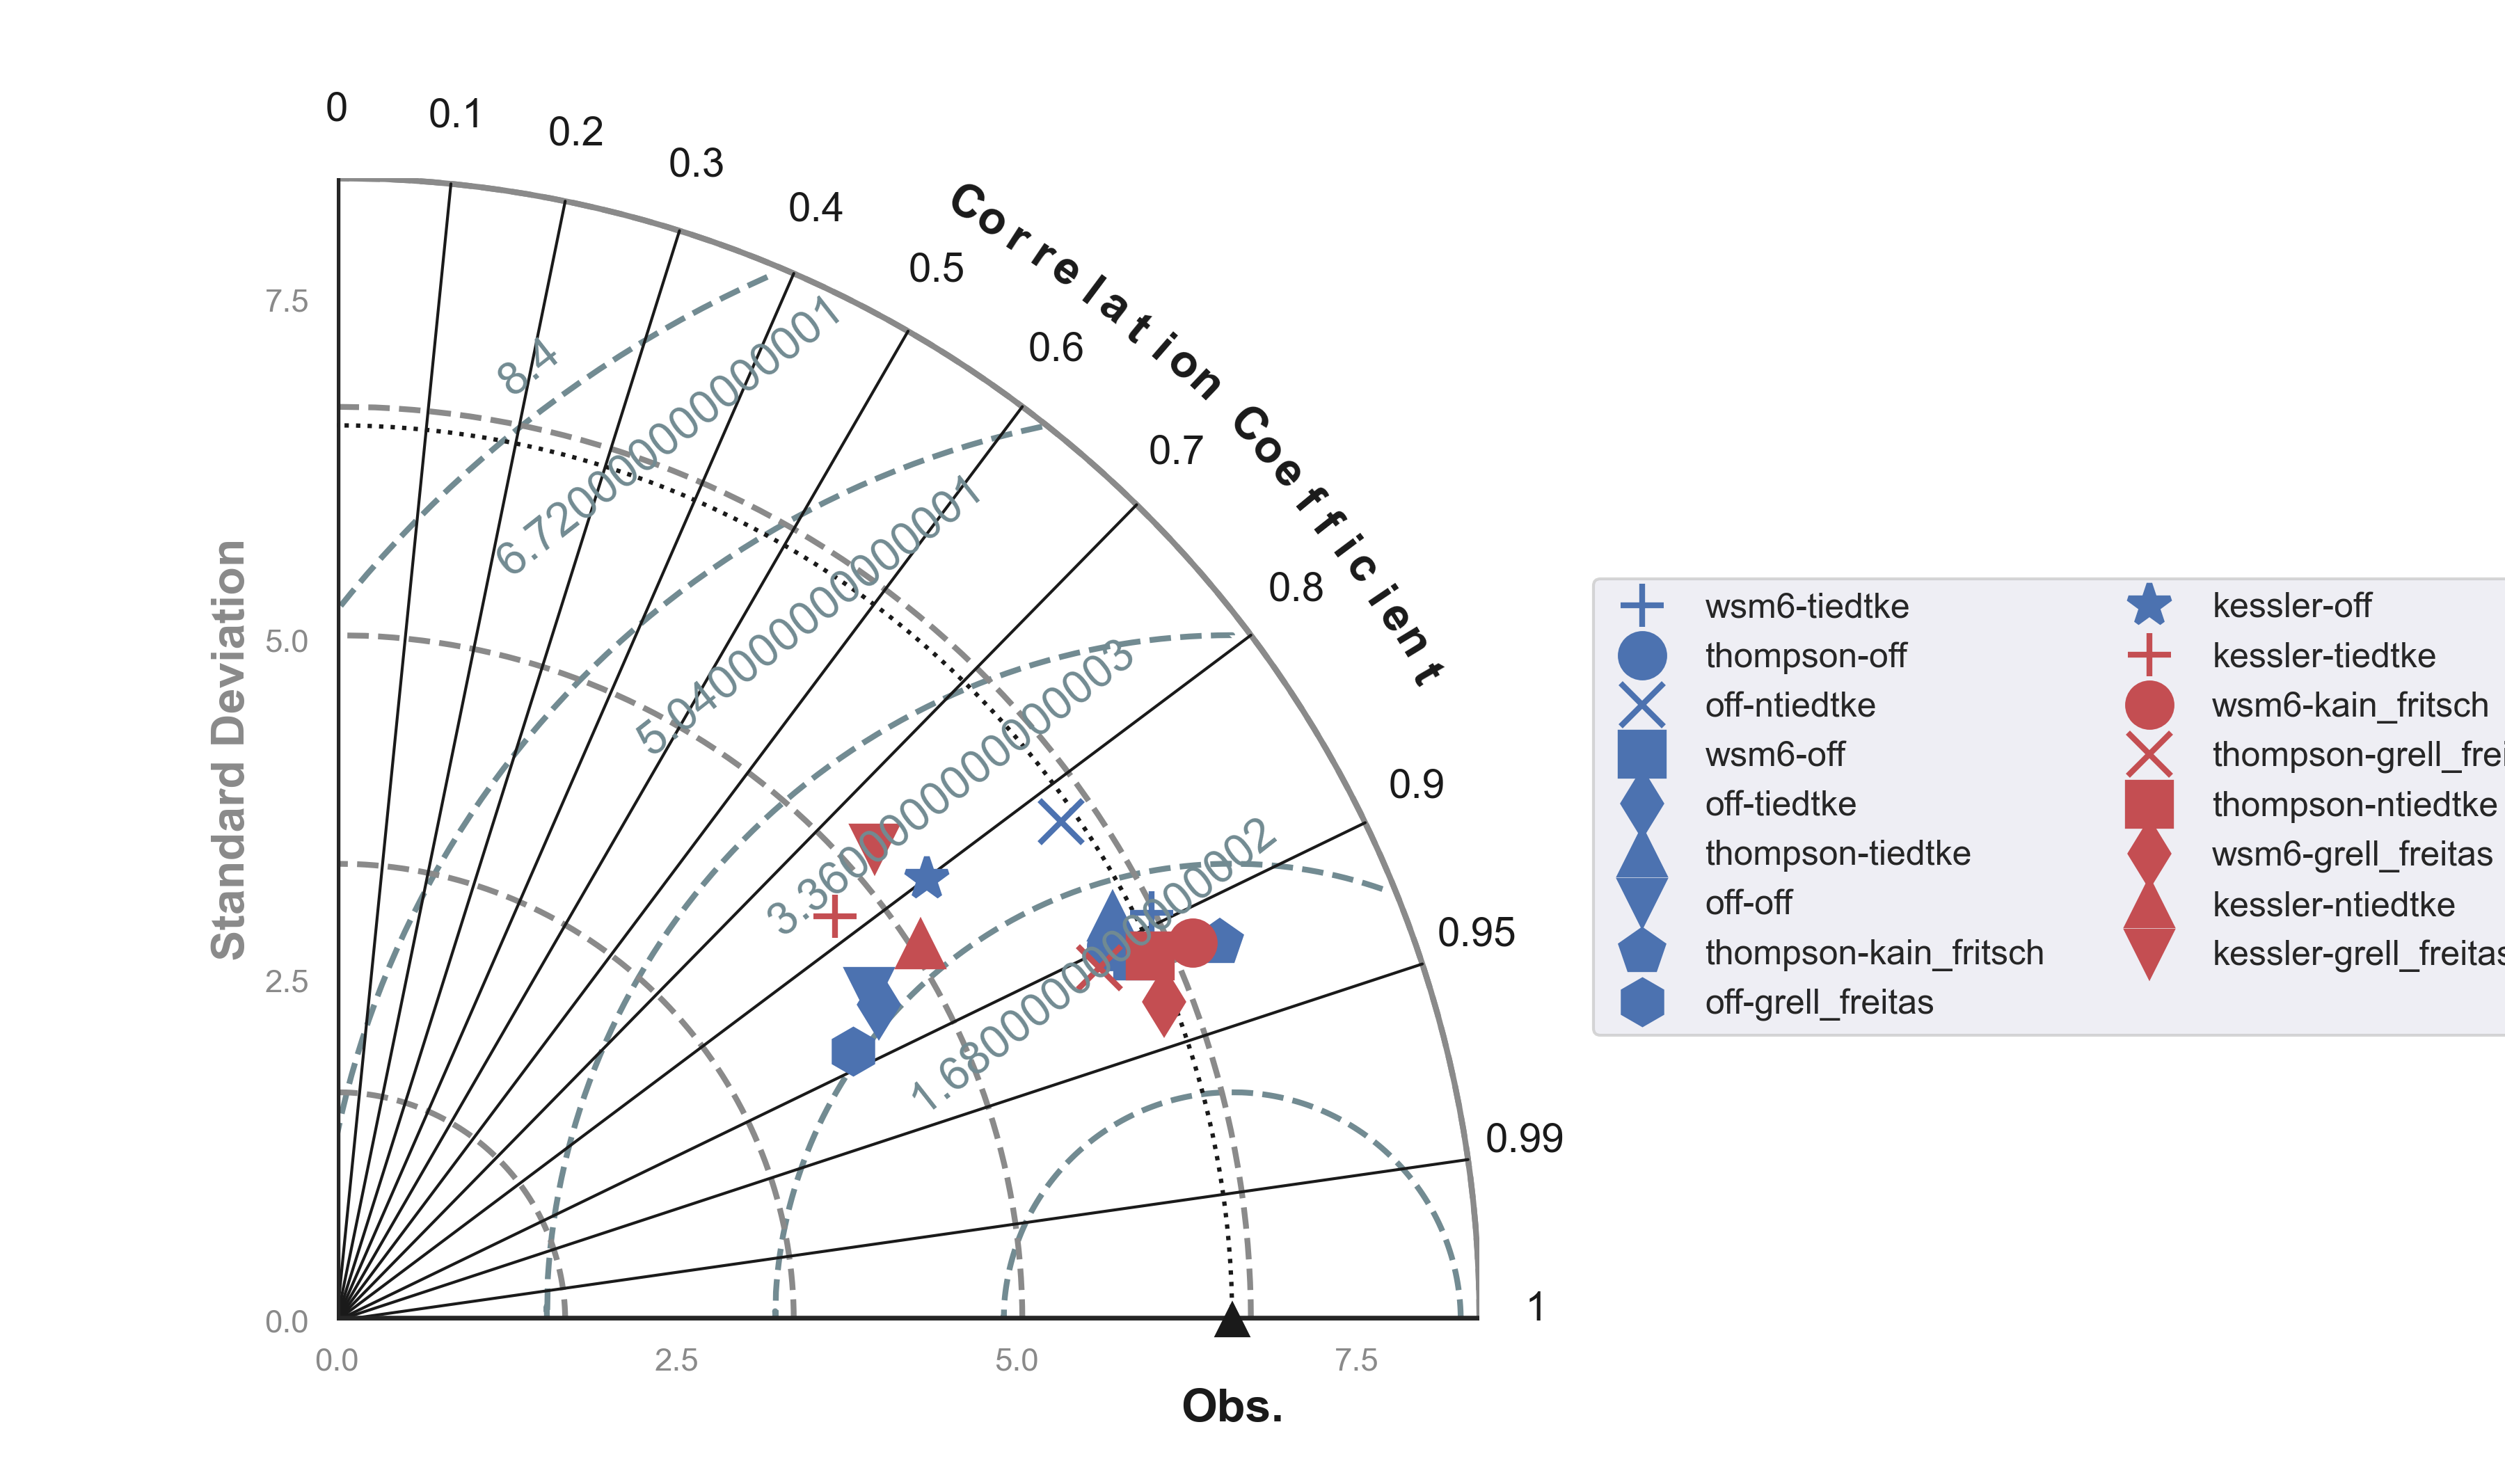 0
0.1
0.2
0.3
0.4
0.5
0.6
0.7
0.8
0.9
0.95
0.99
1
Correlation Coefficient
Standard Deviation
7.5
5.0
2.5
0.0
0.0
2.5
5.0
7.5
Obs.
8.4
6.720000000000001
5.040000000000001
3.3600000000000003
1.6800000000000002
wsm6-tiedtke
thompson-off
off-ntiedtke
wsm6-off
off-tiedtke
thompson-tiedtke
off-off
thompson-kain_fritsch
off-grell_freitas
kessler-off
kessler-tiedtke
wsm6-kain_fritsch
thompson-grell_frei
thompson-ntiedtke
wsm6-grell_freitas
kessler-ntiedtke
kessler-grell_freitas